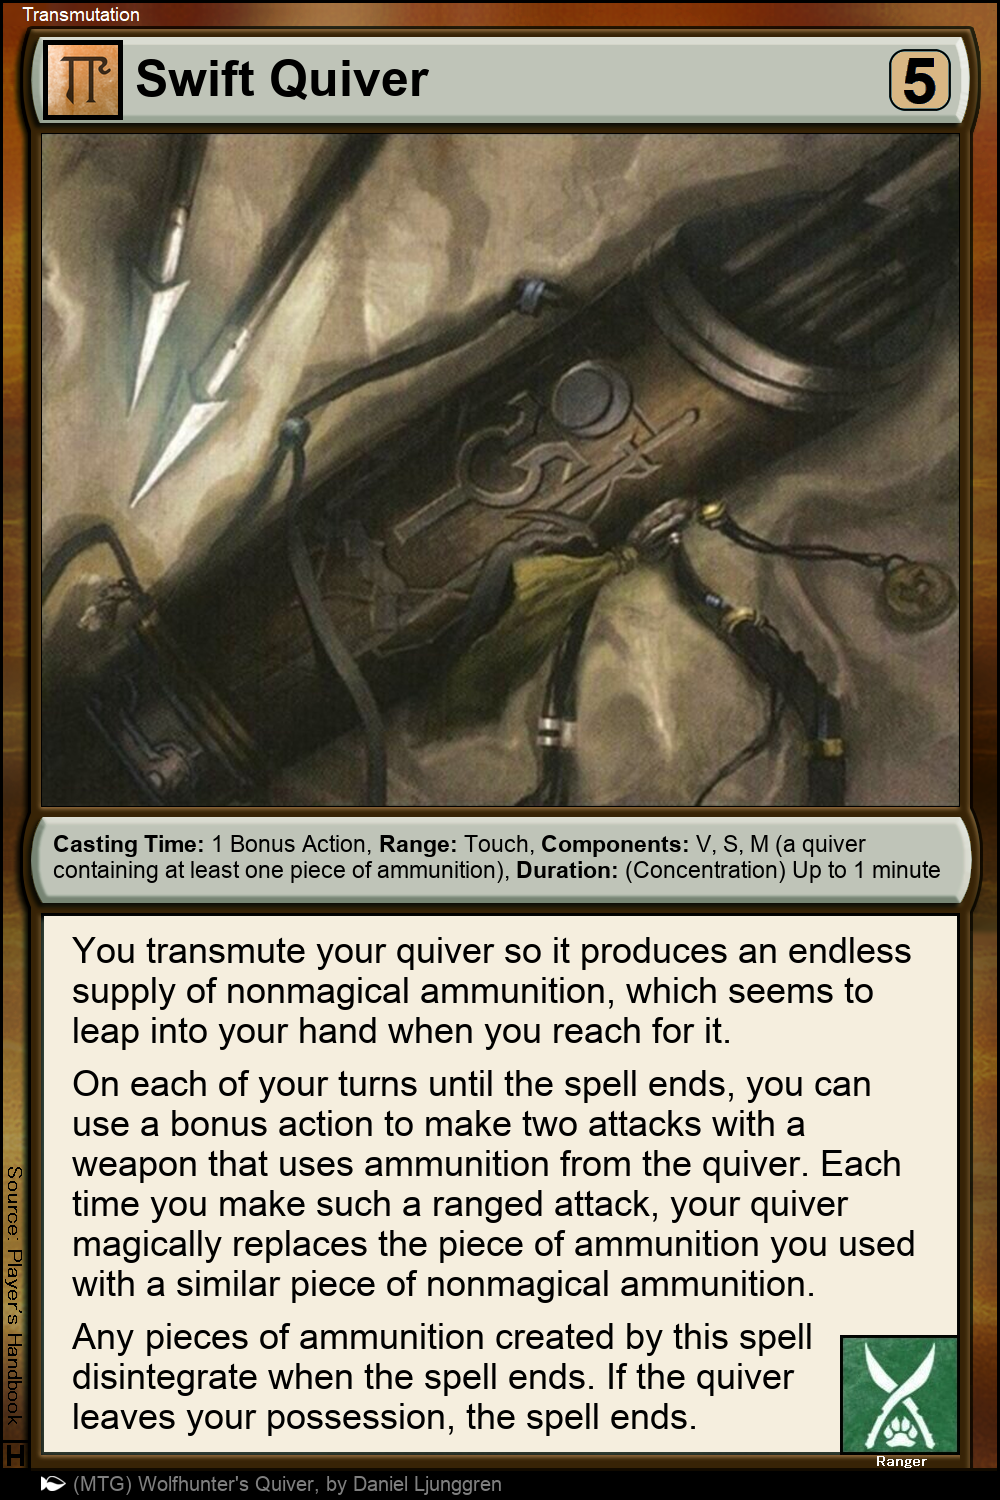 Transmutation
Swift Quiver
5
Casting Time: 1 Bonus Action, Range: Touch, Components: V, S, M (a quiver
containing at least one piece of ammunition), Duration: (Concentration) Up to 1 minute
You transmute your quiver so it produces an endless
supply of nonmagical ammunition, which seems to
leap into your hand when you reach for it.
On each of your turns until the spell ends, you can
use a bonus action to make two attacks with a
weapon that uses ammunition from the quiver. Each
time you make such a ranged attack, your quiver
magically replaces the piece of ammunition you used
with a similar piece of nonmagical ammunition.
Any pieces of ammunition created by this spell
disintegrate when the spell ends. If the quiver
leaves your possession, the spell ends.
Ranger
Source: Player's Handbook
H
(MTG) Wolfhunter's Quiver, by Daniel Ljunggren